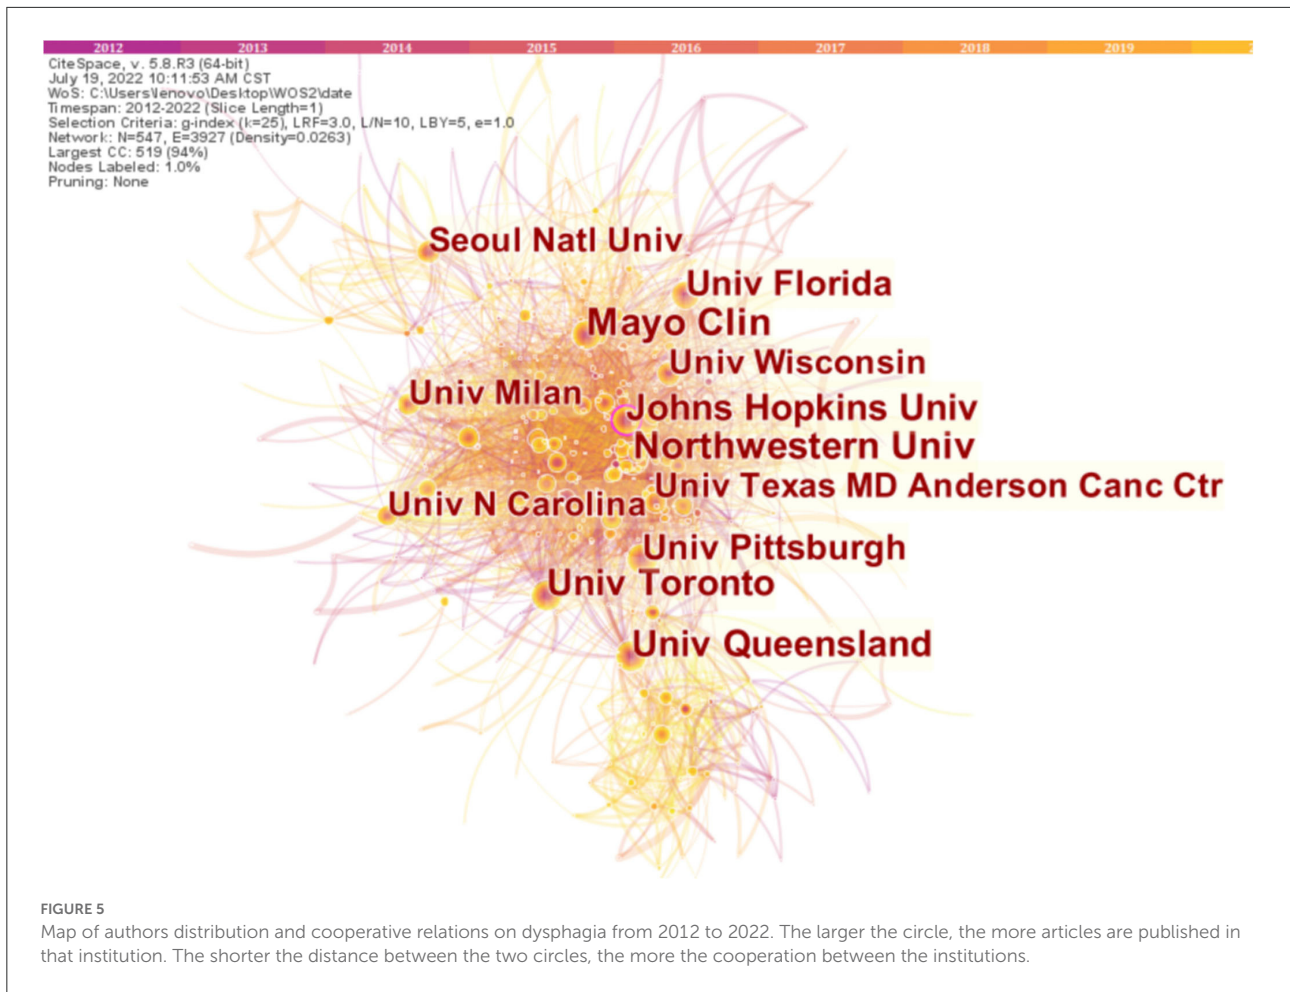 2012 2013 2014 2015 2016 2017 2018 2019
CiteSpace, v. 5.8.R3 (64-bit)
July 19, 2022 10:11:53 AM CST
WoS: C:\Users\lenovo\Desktop\WOS2\date
Timespan: 2012-2022 (Slice Length=1)
Selection Criteria: g-index (k=25), LRF=3.0, L/N=10, LBY=5, e=1.0
Network: N=547, E=3927 (Density=0.0263)
Largest CC: 519 (94%)
Nodes Labeled: 1.0%
Pruning: None
Seoul Natl Univ
Univ Florida
Mayo Clin
Univ Wisconsin
Univ Milan
Johns Hopkins Univ
Northwestern Univ
Univ Texas MD Anderson Canc Ctr
Univ N Carolina
Univ Pittsburgh
Univ Toronto
Univ Queensland
FIGURE 5
Map of authors distribution and cooperative relations on dysphagia from 2012 to 2022. The larger the circle, the more articles are published in
that institution. The shorter the distance between the two circles, the more the cooperation between the institutions.